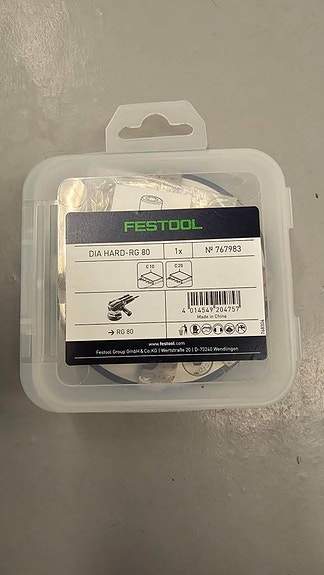 FESTOOL
DIA HARD-RG 80 1x Nº 767983
C 10 C 20
4 014549 204757
Made in China
→ RG 80
www.festool.com
Festool Group GmbH & Co.KG | Wertstraße 20 | D-73240 Wendlingen